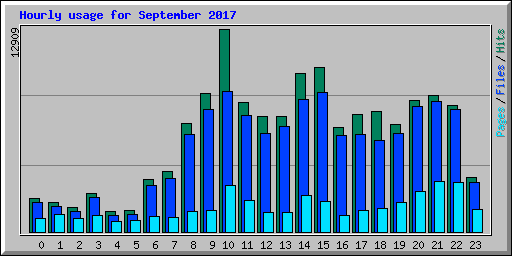 Hourly usage for September 2017
12909
Pages/Files/Hits
0 1 2 3 4 5 6 7 8 9 10 11 12 13 14 15 16 17 18 19 20 21 22 23